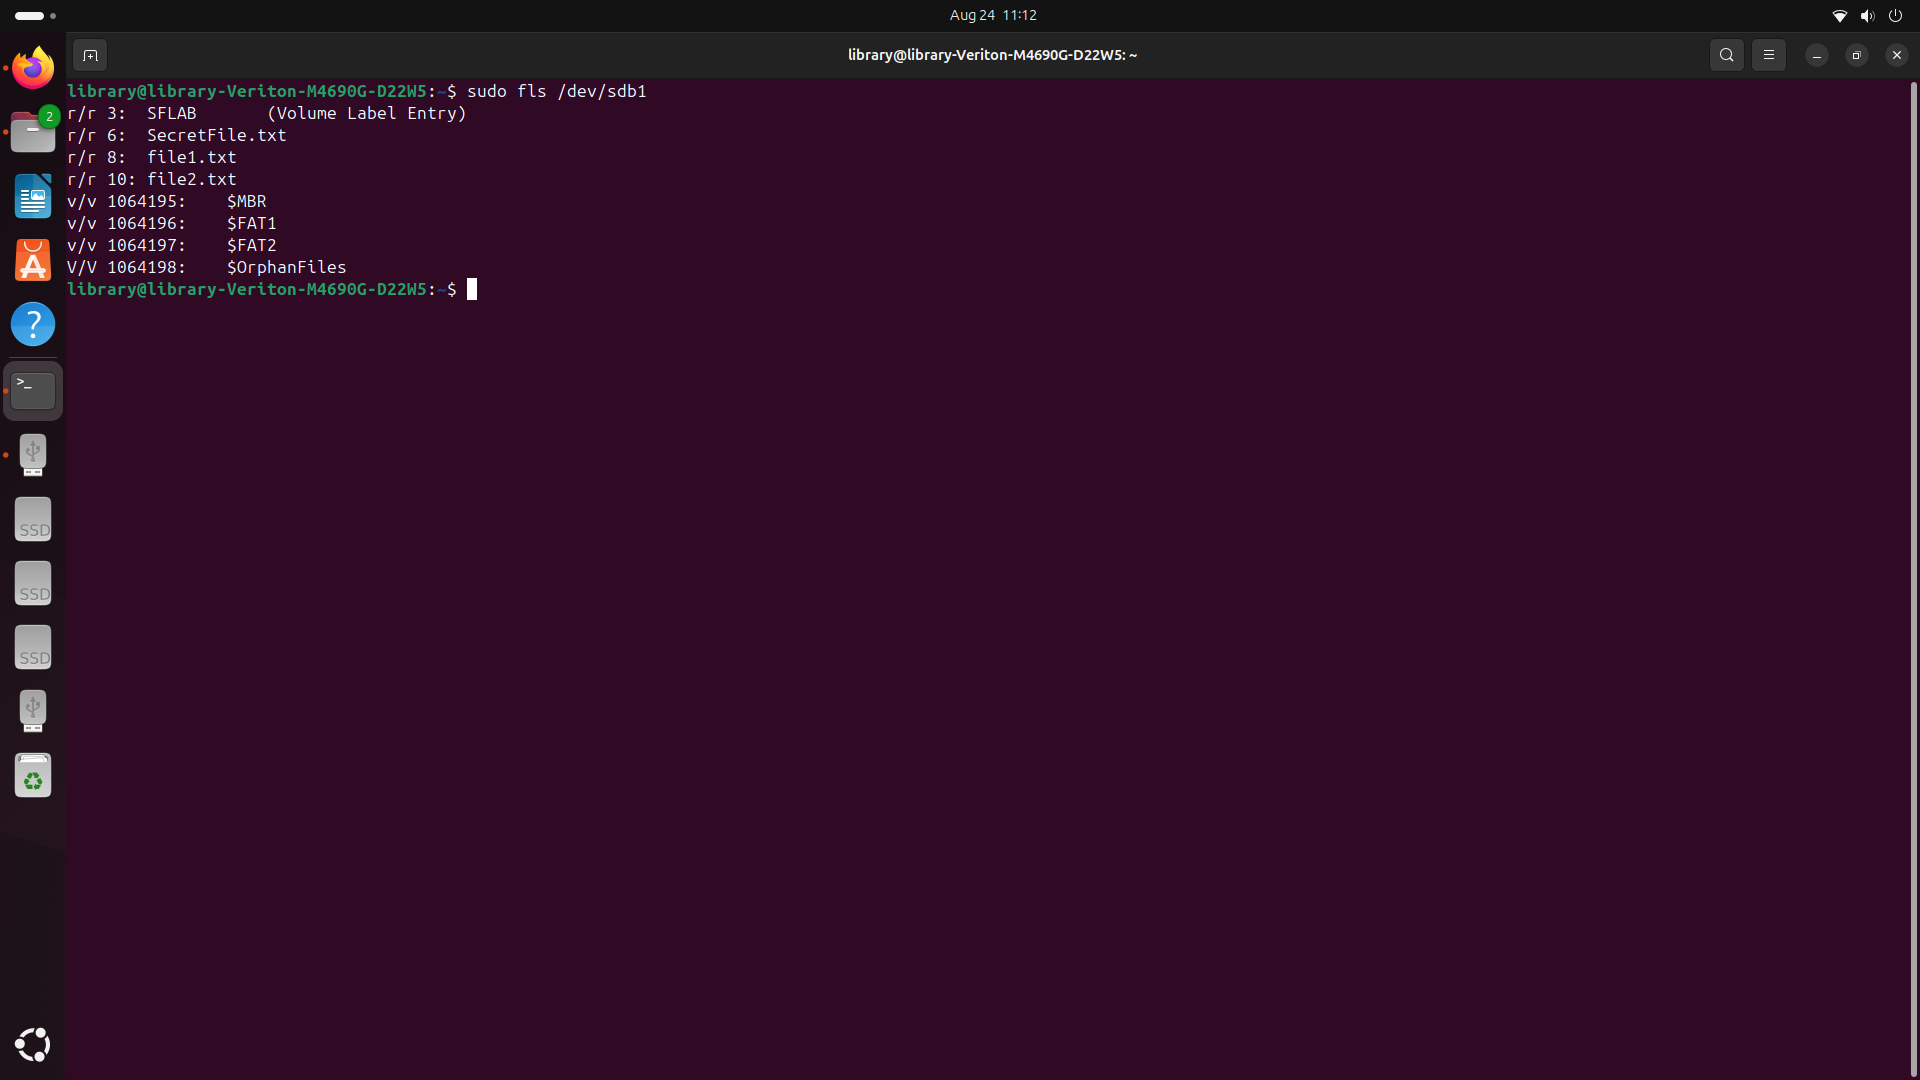 Aug 24 11:12
library@library-Veriton-M4690G-D22W5: ~
library@library-Veriton-M4690G-D22W5:~$ sudo fls /dev/sdb1
r/r 3:  SFLAB       (Volume Label Entry)
r/r 6:  SecretFile.txt
r/r 8:  file1.txt
r/r 10: file2.txt
v/v 1064195:    $MBR
v/v 1064196:    $FAT1
v/v 1064197:    $FAT2
V/V 1064198:    $OrphanFiles
library@library-Veriton-M4690G-D22W5:~$
2
A
?
>_
SSD
SSD
SSD